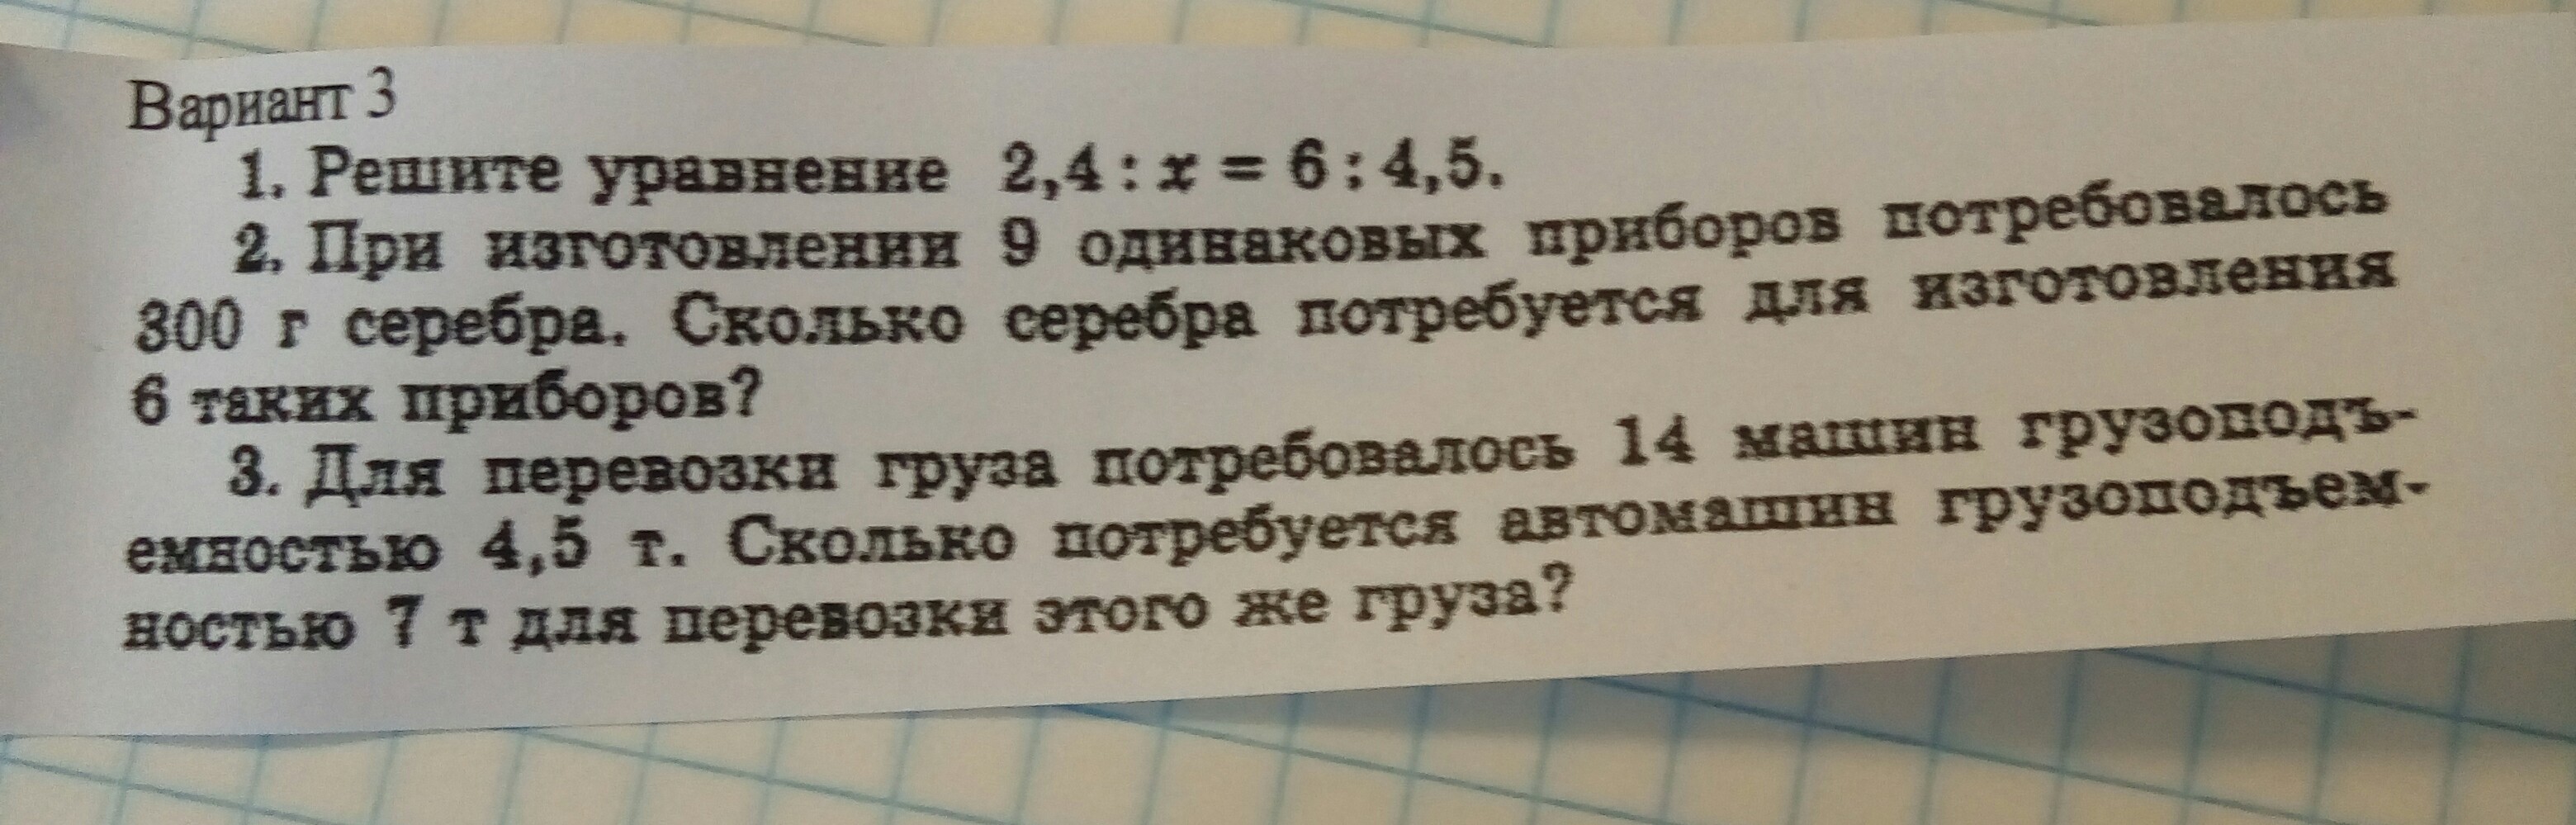 Вариант 3
1. Решите уравнение 2,4 : x = 6 : 4,5.
2. При изготовлении 9 одинаковых приборов потребовалось
300 г серебра. Сколько серебра потребуется для изготовления
6 таких приборов?
3. Для перевозки груза потребовалось 14 машин грузоподъ-
емностью 4,5 т. Сколько потребуется автомашин грузоподъем-
ностью 7 т для перевозки этого же груза?